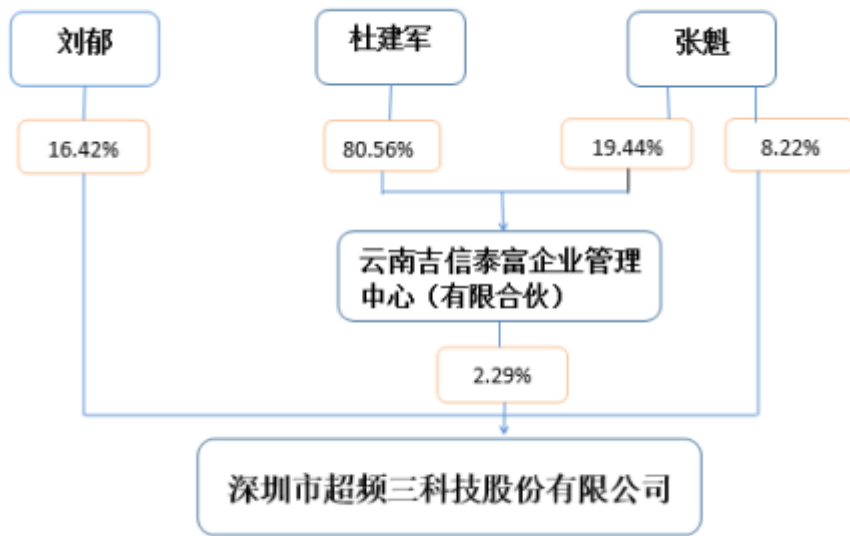 刘郁
杜建军
张魁
16.42%
80.56%
19.44%
8.22%
云南吉信泰富企业管理
中心（有限合伙）
2.29%
深圳市超频三科技股份有限公司